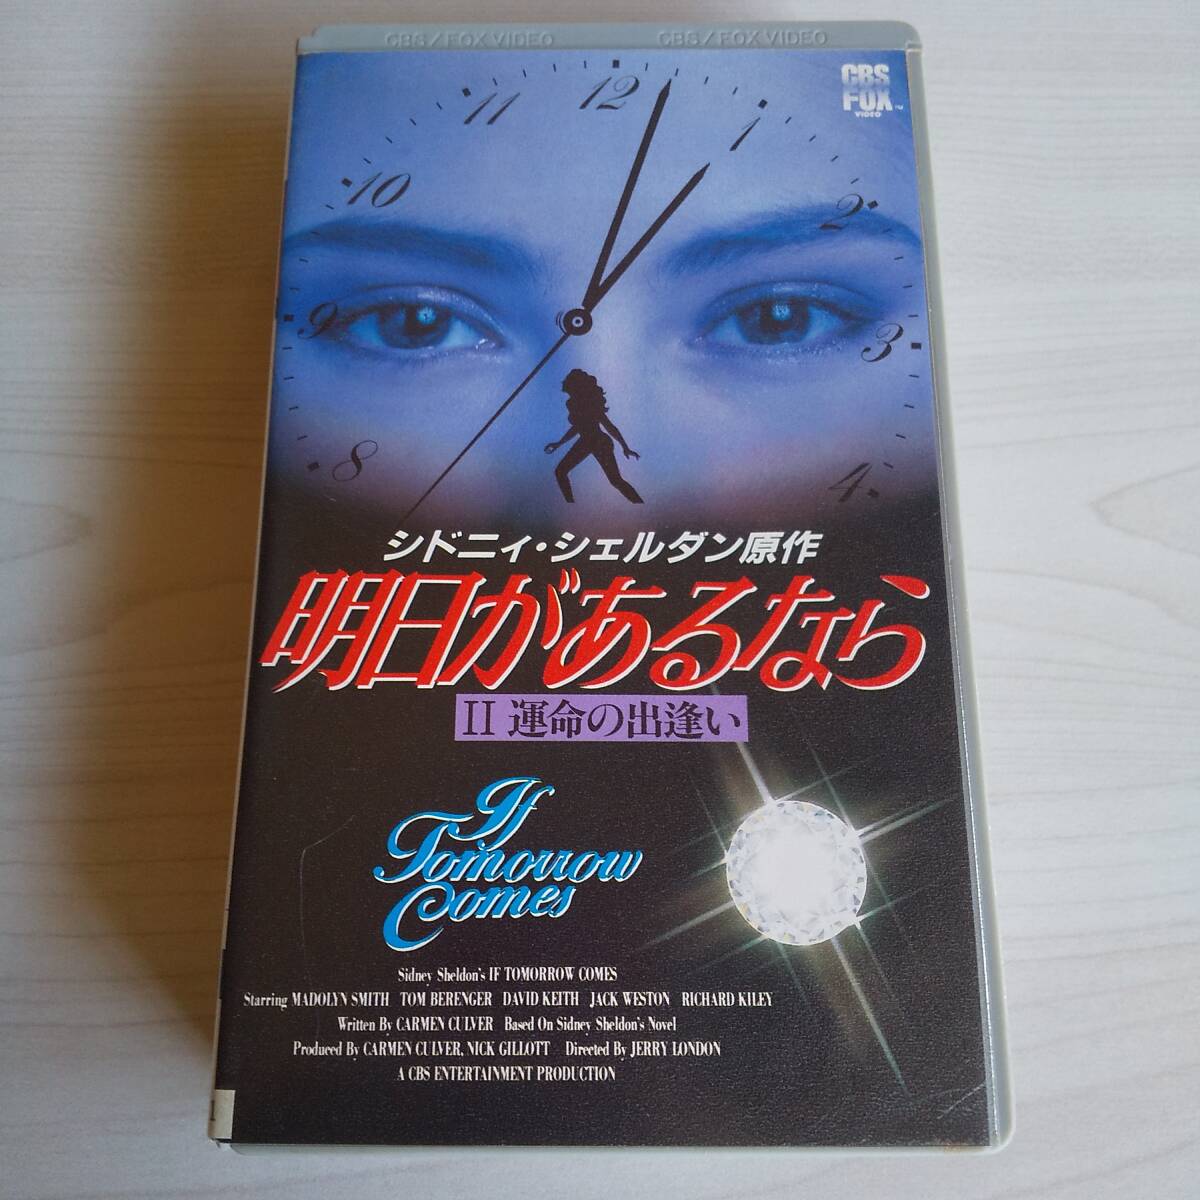 CBS/FOX VIDEO CBS/FOX VIDEO
CBS
FOX
VIDEO
TM
11 12 1
10 2
9 3
8 4
シドニィ・シェルダン原作
明日があるなら
II 運命の出逢い
If
Tomorrow
Comes
Sidney Sheldon's IF TOMORROW COMES
Starring MADOLYN SMITH TOM BERENGER DAVID KEITH JACK WESTON RICHARD KILEY
Written By CARMEN CULVER Based On Sidney Sheldon's Novel
Produced By CARMEN CULVER, NICK GILLOTT Directed By JERRY LONDON
A CBS ENTERTAINMENT PRODUCTION
1